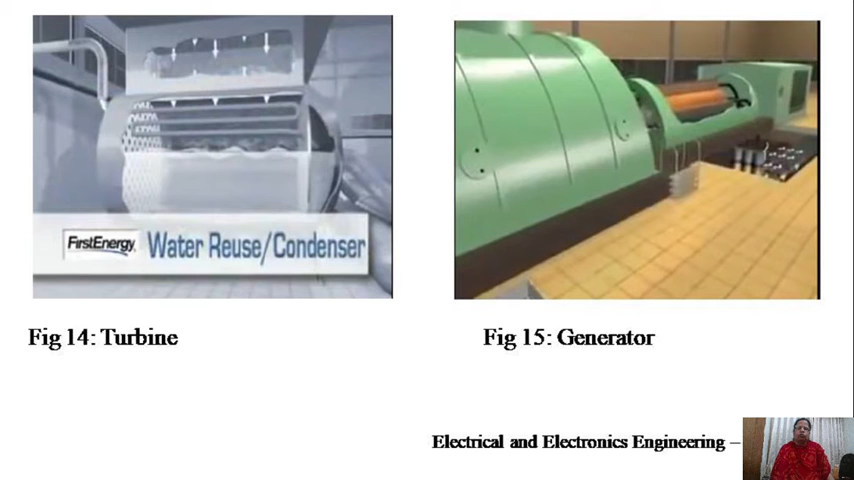 FirstEnergy Water Reuse/Condenser
Fig 14: Turbine
Fig 15: Generator
Electrical and Electronics Engineering –